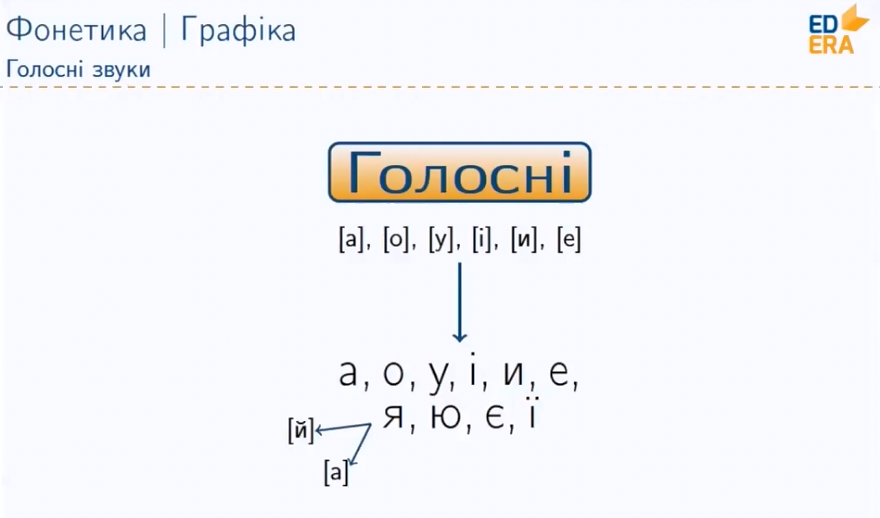 Фонетика | Графіка
ED
ERA
Голосні звуки
Голосні
[а], [о], [у], [і], [и], [е]
а, о, у, і, и, е,
я, ю, є, ї
[й]
[а]